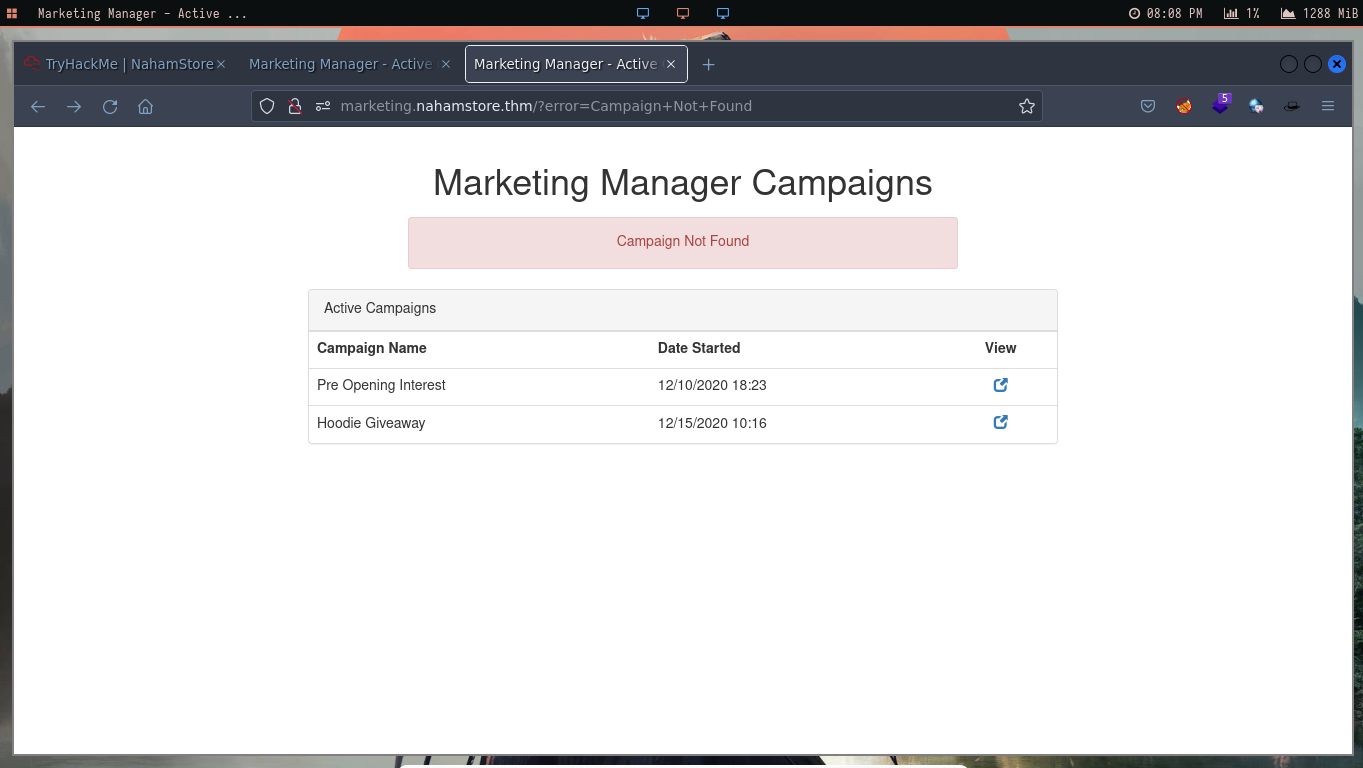 Marketing Manager - Active ...
08:08 PM
1%
1288 MiB
TryHackMe | NahamStore
Marketing Manager - Active
Marketing Manager - Active
marketing.nahamstore.thm/?error=Campaign+Not+Found
5
Marketing Manager Campaigns
Campaign Not Found
Active Campaigns
Campaign Name Date Started View
Pre Opening Interest 12/10/2020 18:23
Hoodie Giveaway 12/15/2020 10:16